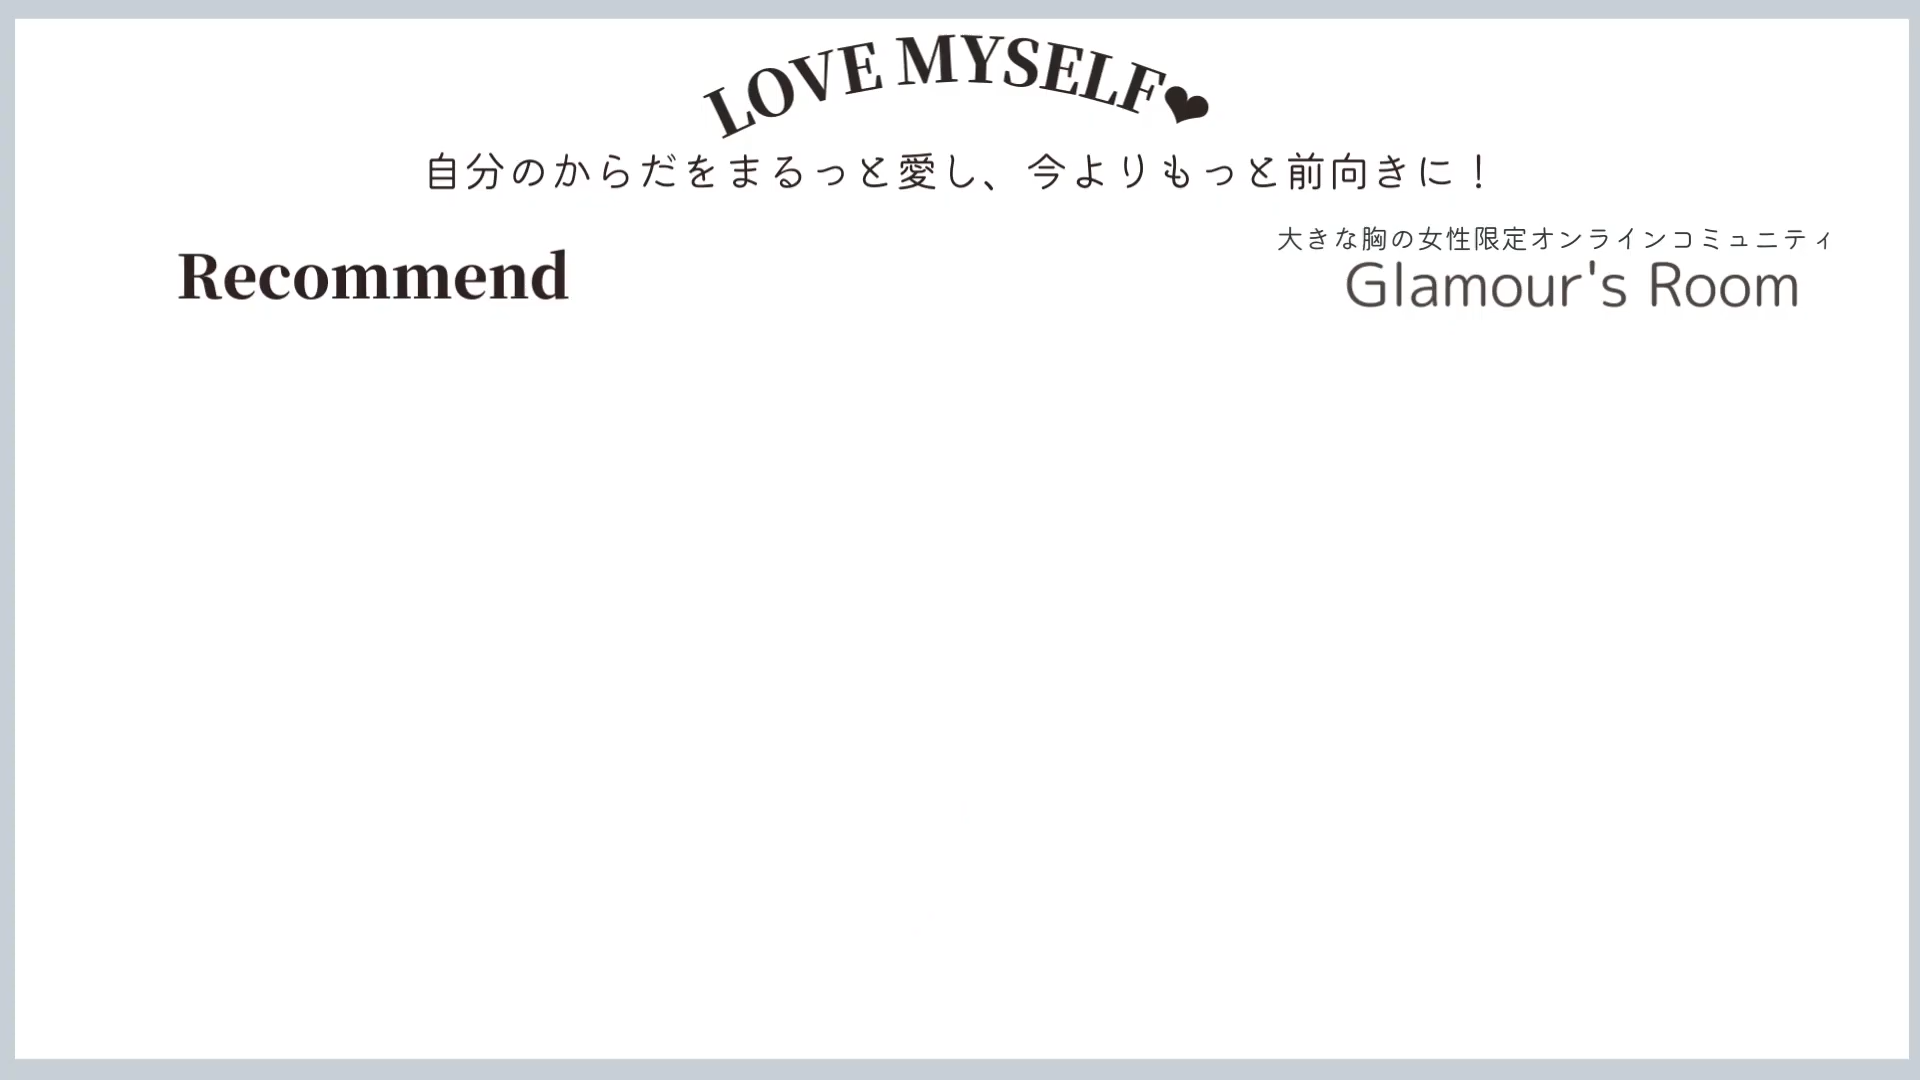 LOVE MYSELF❤
自分のからだをまるっと愛し、今よりもっと前向きに！
Recommend
大きな胸の女性限定オンラインコミュニティ
Glamour's Room